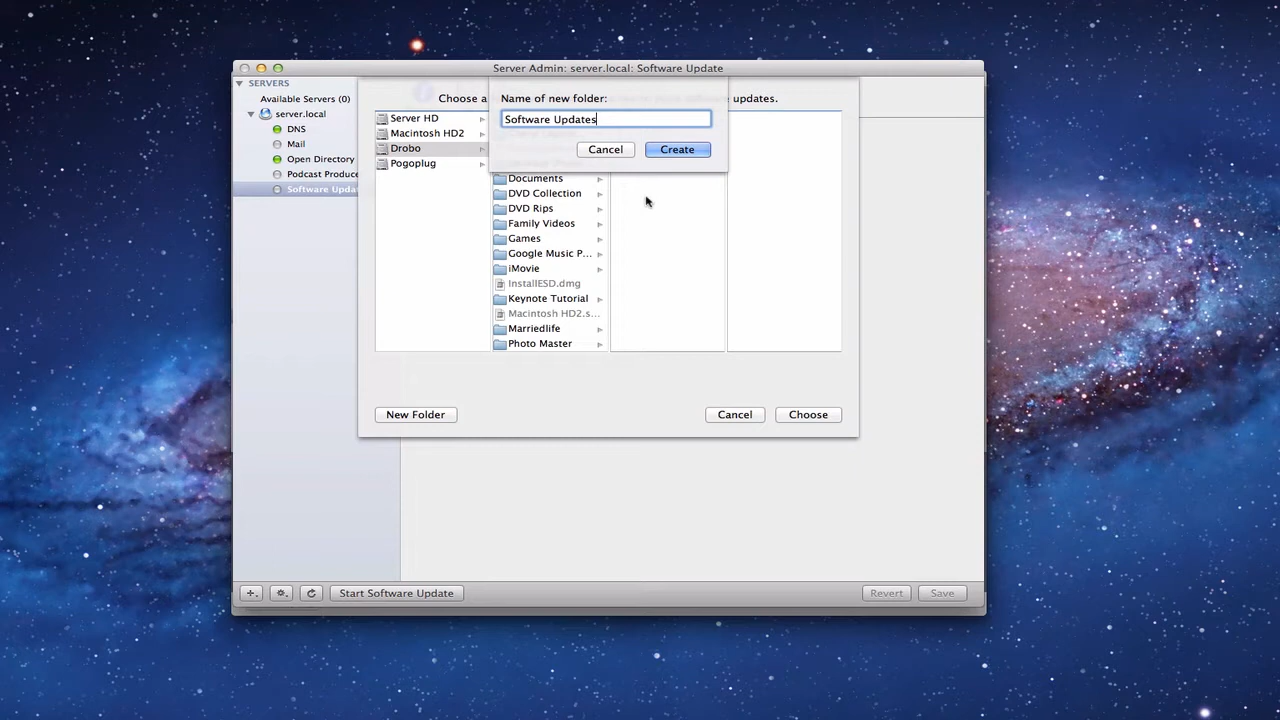 Server Admin: server.local: Software Update
SERVERS
Available Servers (0)
server.local
DNS
Mail
Open Directory
Podcast Produce
Software Upda
Choose a
updates.
Name of new folder:
Software Updates
Cancel
Create
Server HD
Macintosh HD2
Drobo
Pogoplug
Documents
DVD Collection
DVD Rips
Family Videos
Games
Google Music P...
iMovie
InstallESD.dmg
Keynote Tutorial
Macintosh HD2.s...
Marriedlife
Photo Master
New Folder
Cancel
Choose
Start Software Update
Revert
Save